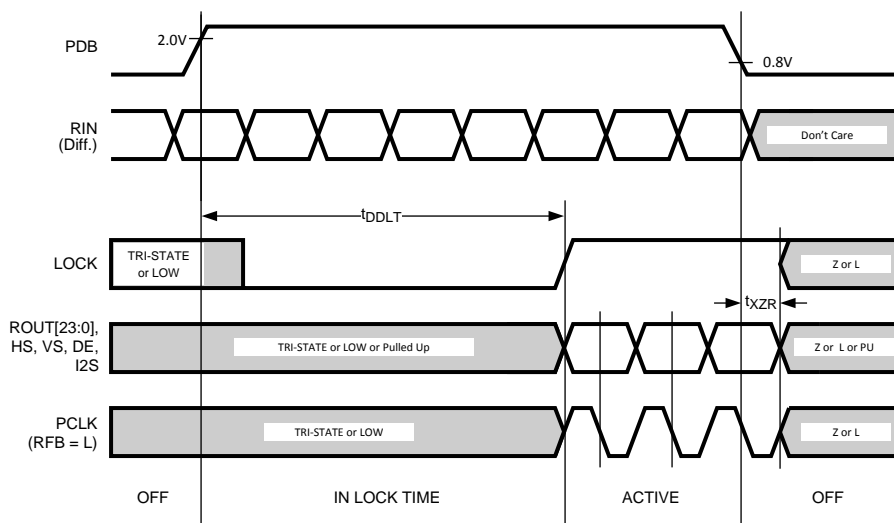 PDB
2.0V
0.8V
RIN
(Diff.)
Don't Care
tDDLT
LOCK
TRI-STATE
or LOW
Z or L
tXZR
ROUT[23:0],
HS, VS, DE,
I2S
TRI-STATE or LOW or Pulled Up
Z or L or PU
PCLK
(RFB = L)
TRI-STATE or LOW
Z or L
OFF
IN LOCK TIME
ACTIVE
OFF